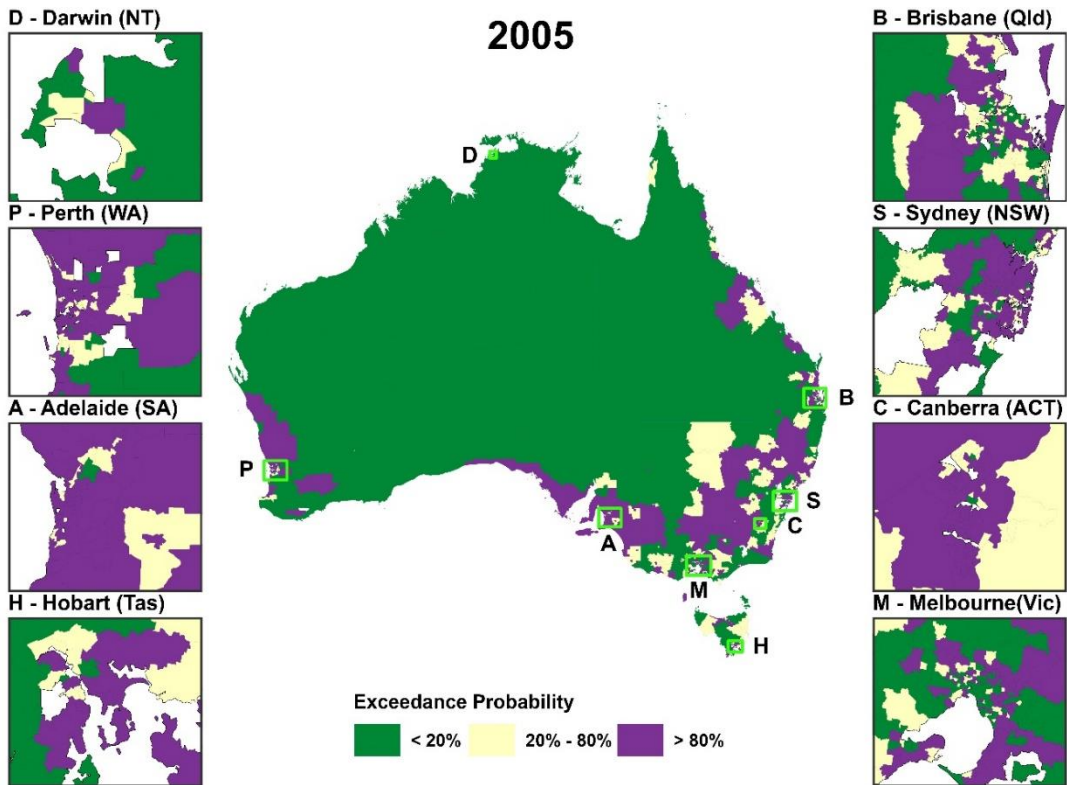 D - Darwin (NT)
2005
B - Brisbane (Qld)
D
P - Perth (WA)
S - Sydney (NSW)
B
A - Adelaide (SA)
C - Canberra (ACT)
P
S
C
A
M
H - Hobart (Tas)
M - Melbourne(Vic)
H
Exceedance Probability
< 20%
20% - 80%
> 80%